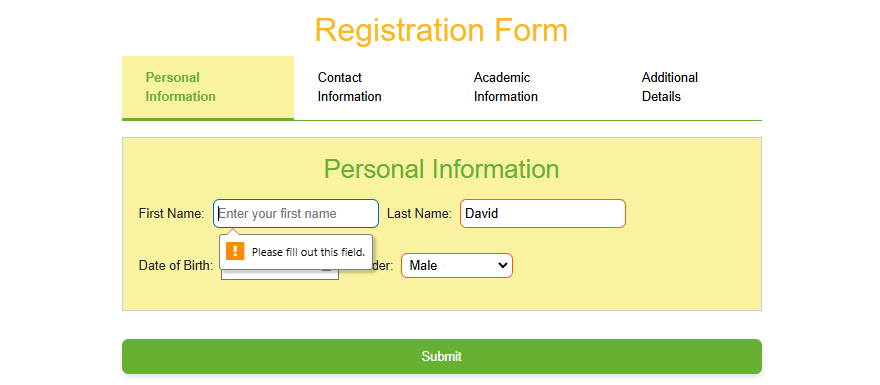 Registration Form
Personal Information
Contact Information
Academic Information
Additional Details
Personal Information
First Name: Enter your first name Last Name: David
Please fill out this field.
Date of Birth: der: Male
Submit